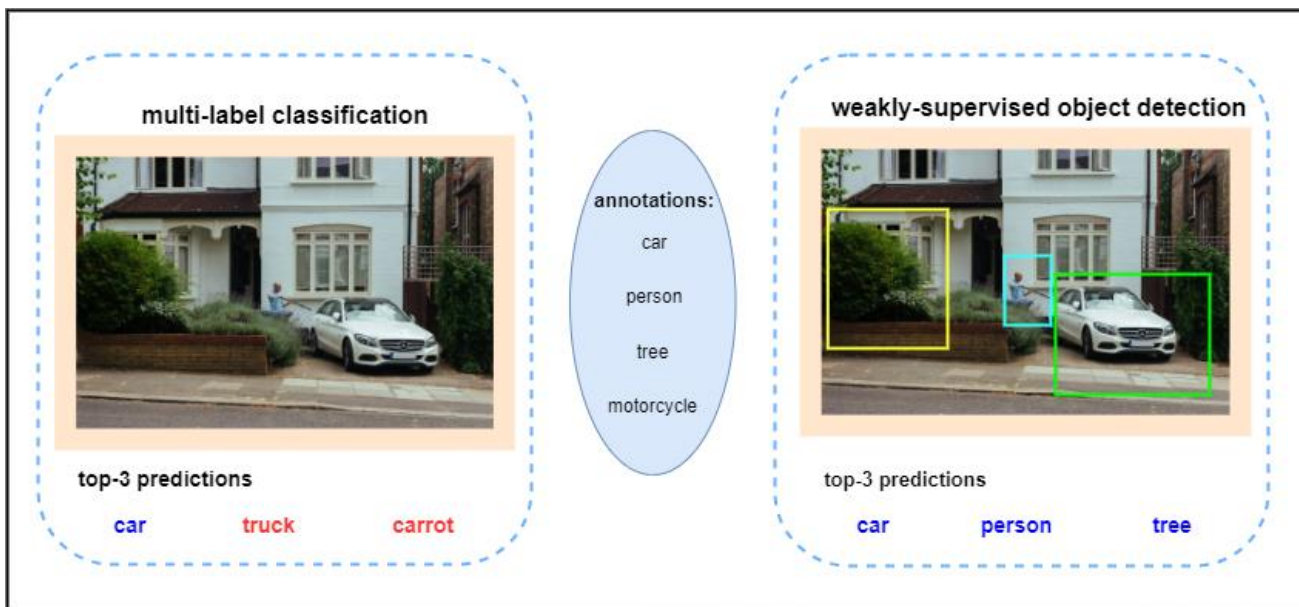 multi-label classification
top-3 predictions
car truck carrot
annotations:
car
person
tree
motorcycle
weakly-supervised object detection
top-3 predictions
car person tree